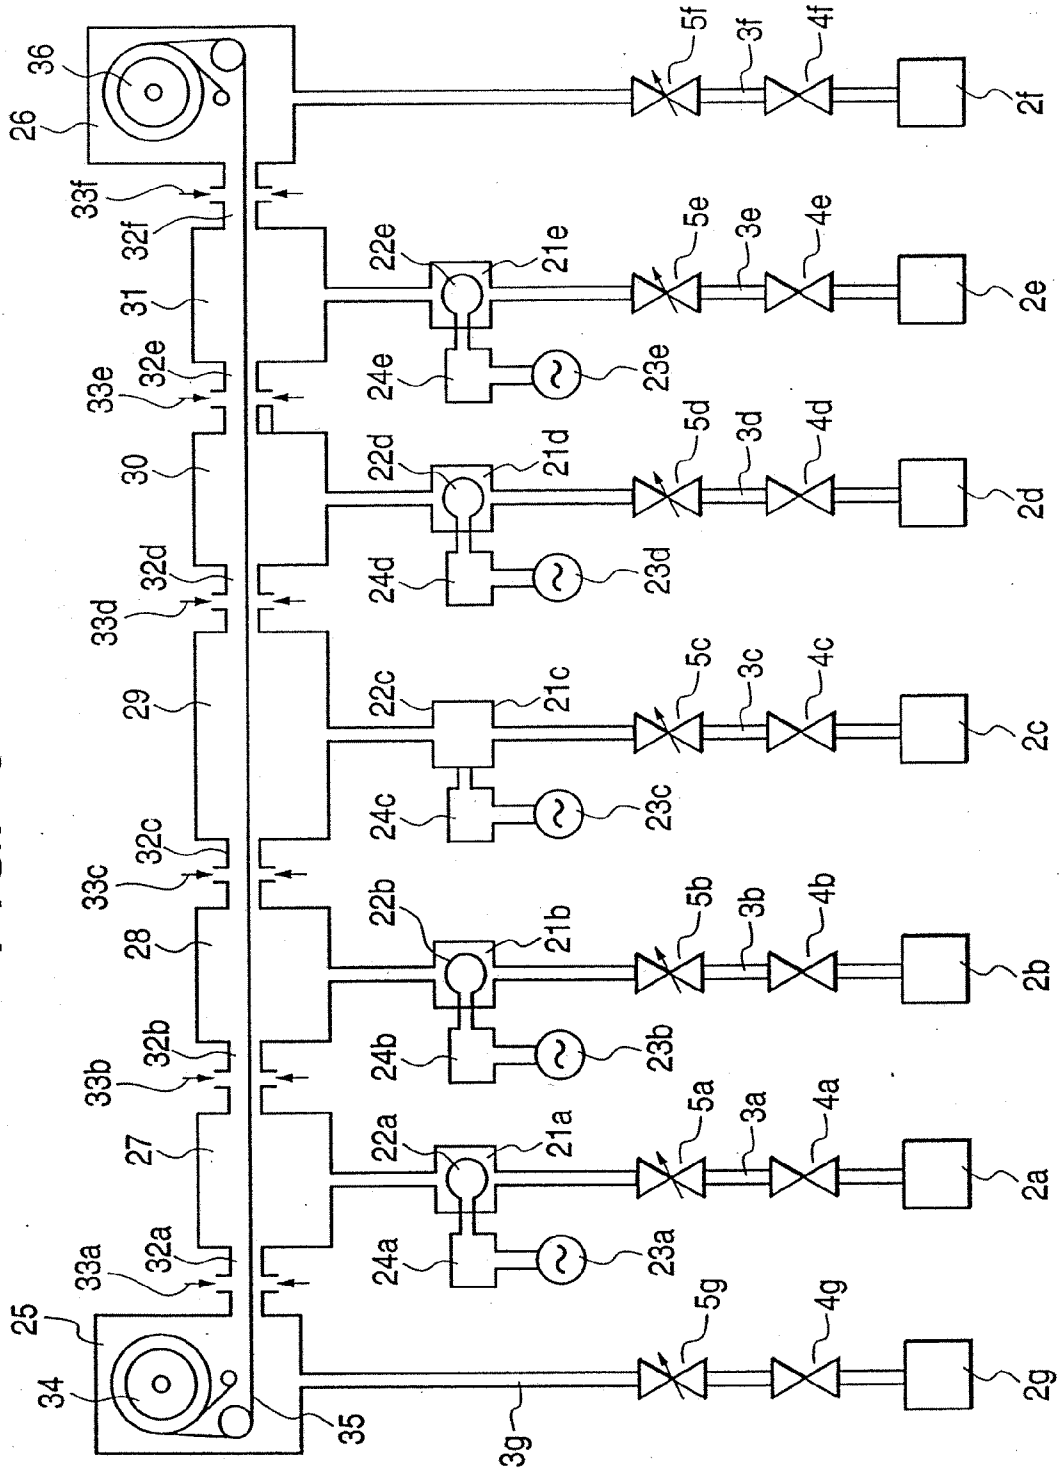 25
26
34
36
33a 33b 33c 33d 33e 33f
27 28 29 30 31
32a 32b 32c 32d 32e 32f
35
24a 22a 24b 22b 24c 22c 24d 22d 24e 22e
3g
21a 21b 21c 21d 21e
23a 23b 23c 23d 23e
5g 5a 5b 5c 5d 5e 5f
3a 3b 3c 3d 3e 3f
4g 4a 4b 4c 4d 4e 4f
2g 2a 2b 2c 2d 2e 2f